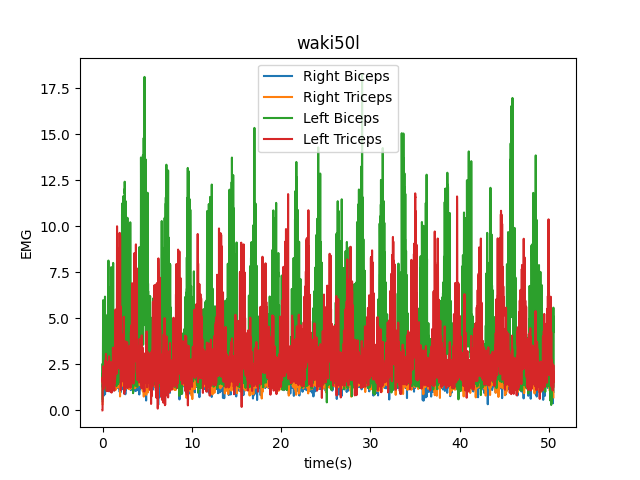 waki50l
Right Biceps
Right Triceps
Left Biceps
Left Triceps
EMG
17.5
15.0
12.5
10.0
7.5
5.0
2.5
0.0
0
10
20
30
40
50
time(s)